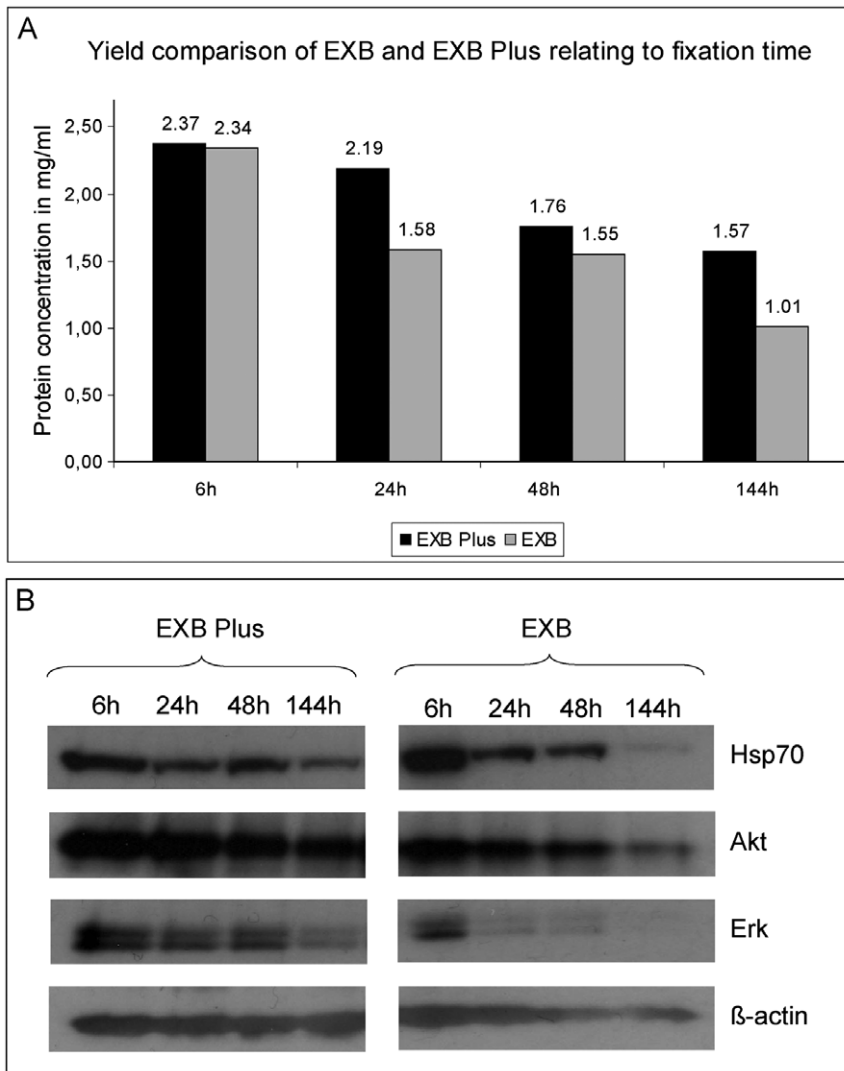 A
Yield comparison of EXB and EXB Plus relating to fixation time
Protein concentration in mg/ml
2,50
2,00
1,50
1,00
0,50
0,00
2.37
2.34
2.19
1.58
1.76
1.55
1.57
1.01
6h
24h
48h
144h
EXB Plus
EXB
B
EXB Plus
EXB
6h 24h 48h 144h
6h 24h 48h 144h
Hsp70
Akt
Erk
ß-actin